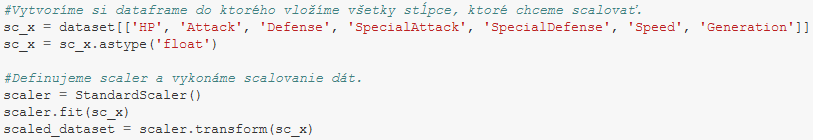 #Vytvoríme si dataframe do ktorého vložíme všetky stĺpce, ktoré chceme scalovať.
sc_x = dataset[['HP', 'Attack', 'Defense', 'SpecialAttack', 'SpecialDefense', 'Speed', 'Generation']]
sc_x = sc_x.astype('float')
#Definujeme scaler a vykonáme scalovanie dát.
scaler = StandardScaler()
scaler.fit(sc_x)
scaled_dataset = scaler.transform(sc_x)